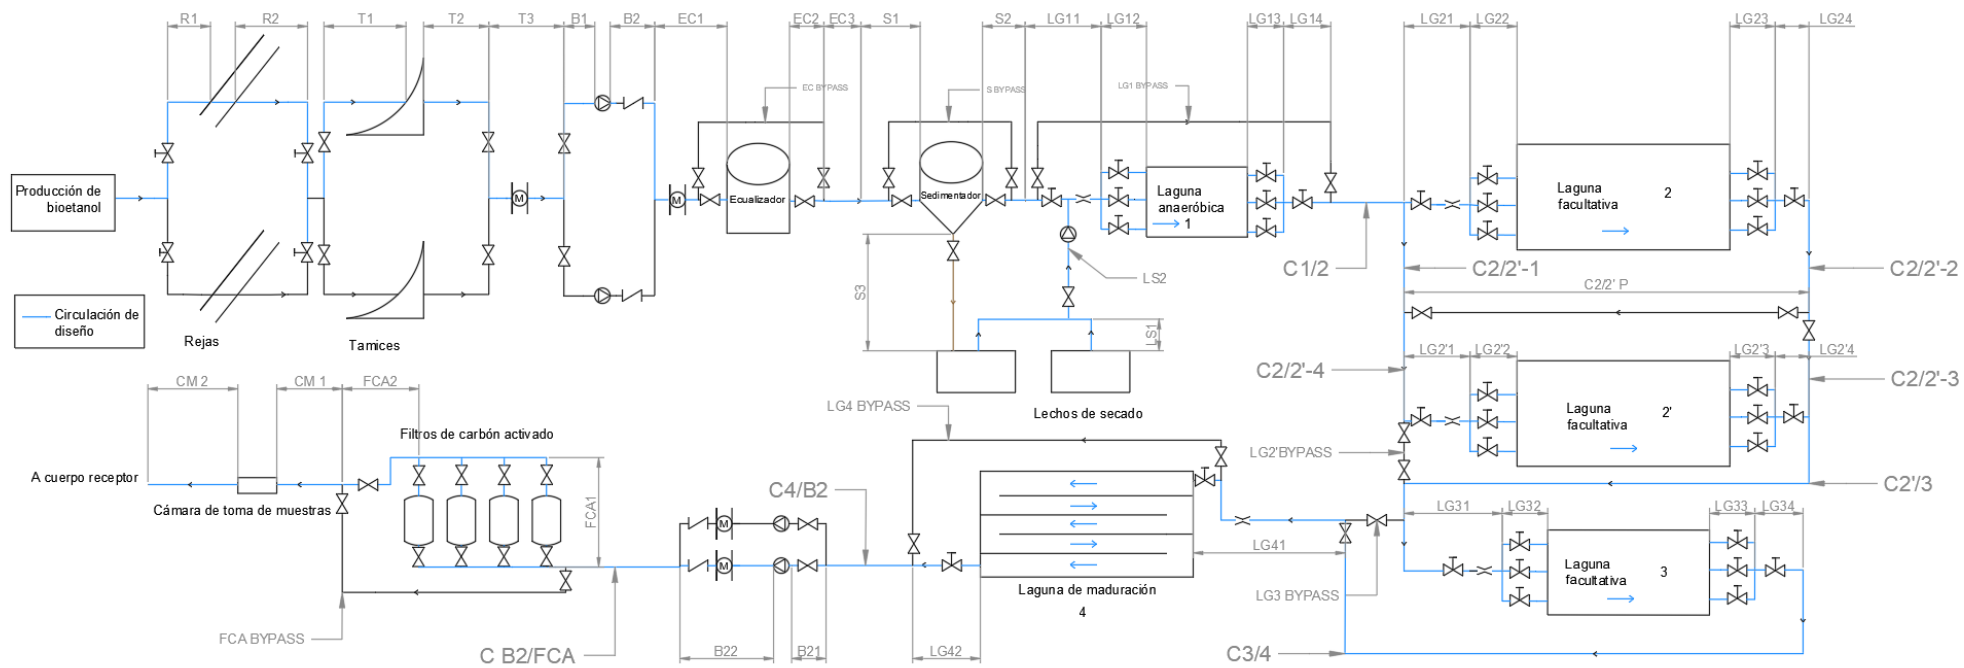 R1
R2
T1
T2
T3
B1
B2
EC1
EC2
EC3
S1
S2
LG11
LG12
LG13
LG14
LG21
LG22
LG23
LG24
EC BYPASS
S BYPASS
LG1 BYPASS
Producción de
bioetanol
M
M
Ecualizador
Sedimentador
Laguna
anaeróbica
1
Laguna
facultativa
2
C1/2
C2/2'-1
C2/2'-2
C2/2' P
S3
LS2
LS1
Circulación de
diseño
Rejas
Tamices
Lechos de secado
C2/2'-4
LG2'1
LG2'2
LG2'3
LG2'4
C2/2'-3
Laguna
facultativa
2'
LG2'BYPASS
C2'/3
CM 2
CM 1
FCA2
Filtros de carbón activado
A cuerpo receptor
Cámara de toma de muestras
FCA1
FCA BYPASS
C B2/FCA
M
M
B22
B21
C4/B2
LG4 BYPASS
Laguna de maduración
4
LG42
LG41
LG3 BYPASS
C3/4
LG31
LG32
LG33
LG34
Laguna
facultativa
3